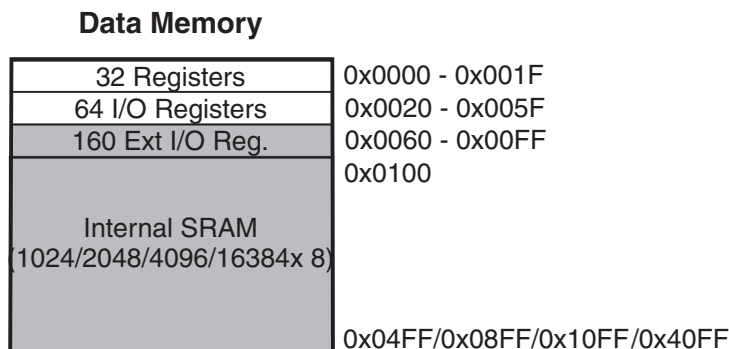 Data Memory
32 Registers 0x0000 - 0x001F
64 I/O Registers 0x0020 - 0x005F
160 Ext I/O Reg. 0x0060 - 0x00FF
0x0100
Internal SRAM
(1024/2048/4096/16384x 8)
0x04FF/0x08FF/0x10FF/0x40FF